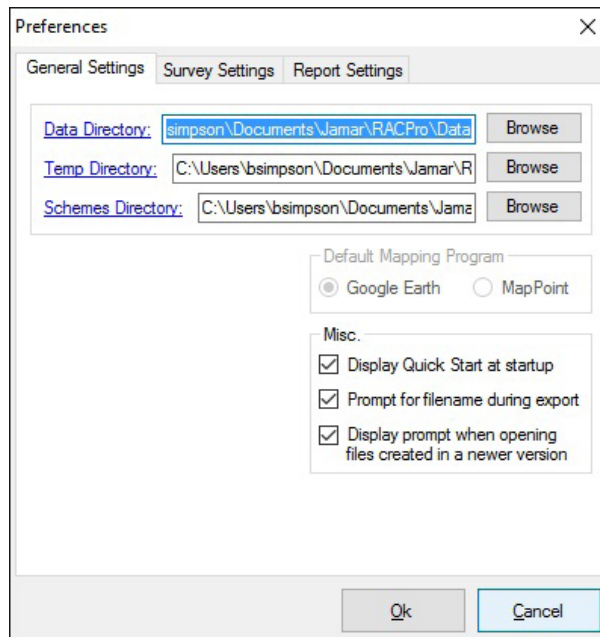 Preferences
General Settings Survey Settings Report Settings
Data Directory: simpson\Documents\Jamar\RACPro\Data Browse
Temp Directory: C:\Users\bsimpson\Documents\Jamar\R Browse
Schemes Directory: C:\Users\bsimpson\Documents\Jama Browse
Default Mapping Program
Google Earth MapPoint
Misc.
Display Quick Start at startup
Prompt for filename during export
Display prompt when opening
files created in a newer version
Ok Cancel